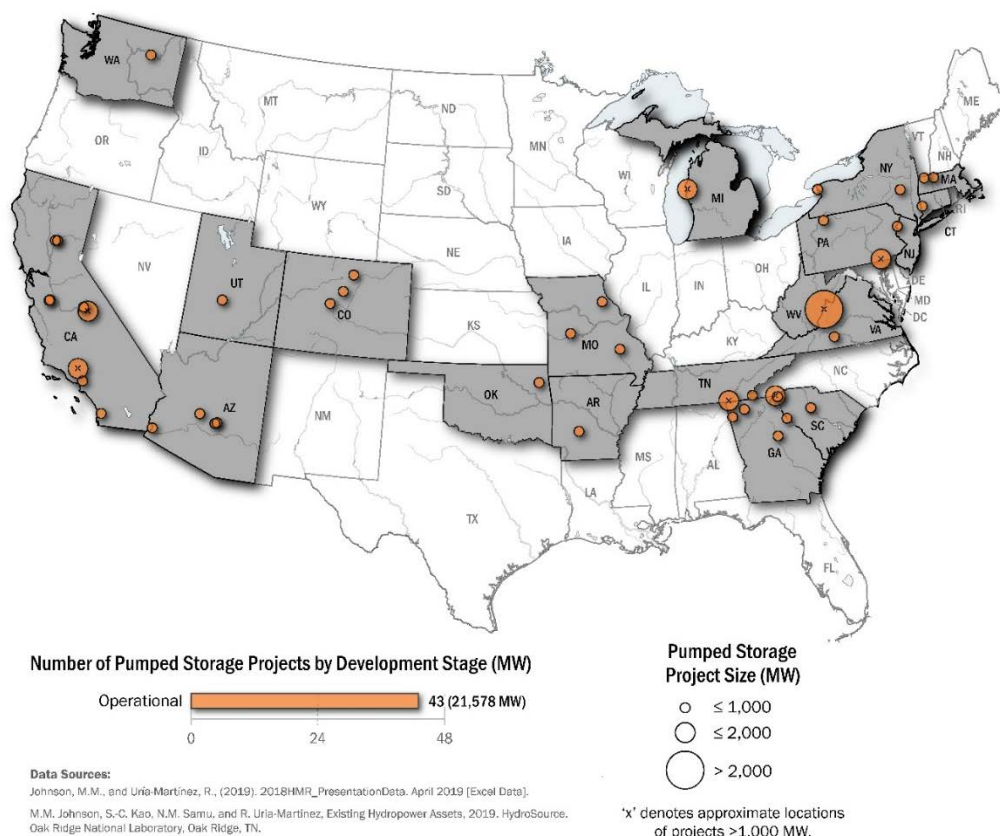 WA
MT
ND
ME
OR
ID
MN
VT
NH
WI
NY
MA
SD
WY
MI
RI
CT
PA
NJ
NV
UT
NE
IA
IL
IN
OH
DE
MD
DC
CO
WV
VA
CA
KS
MO
KY
NC
TN
AZ
NM
OK
AR
SC
MS
AL
GA
TX
LA
FL
Number of Pumped Storage Projects by Development Stage (MW)
Operational
43 (21,578 MW)
0 24 48
Pumped Storage
Project Size (MW)
≤ 1,000
≤ 2,000
> 2,000
'x' denotes approximate locations
of projects >1,000 MW.
Data Sources:
Johnson, M.M., and Uría-Martínez, R., (2019). 2018HMR_PresentationData. April 2019 [Excel Data].
M.M. Johnson, S.-C. Kao, N.M. Samu, and R. Uria-Martinez, Existing Hydropower Assets, 2019. HydroSource.
Oak Ridge National Laboratory, Oak Ridge, TN.